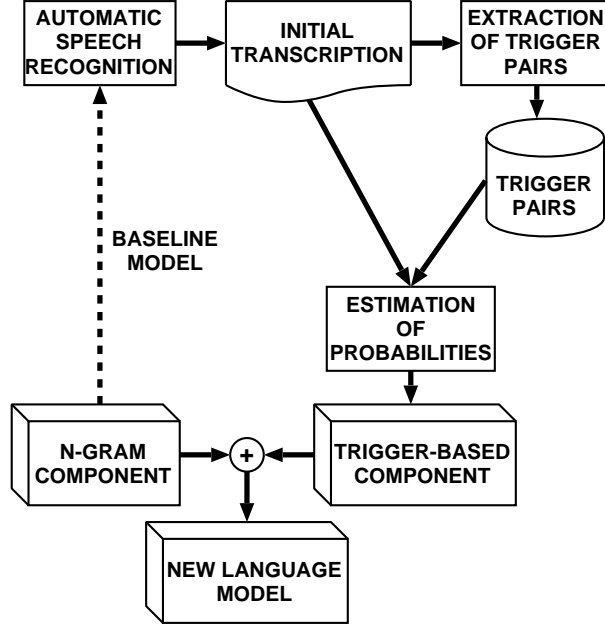 AUTOMATIC
SPEECH
RECOGNITION
INITIAL
TRANSCRIPTION
EXTRACTION
OF TRIGGER
PAIRS
TRIGGER
PAIRS
BASELINE
MODEL
ESTIMATION
OF
PROBABILITIES
N-GRAM
COMPONENT
+
TRIGGER-BASED
COMPONENT
NEW LANGUAGE
MODEL